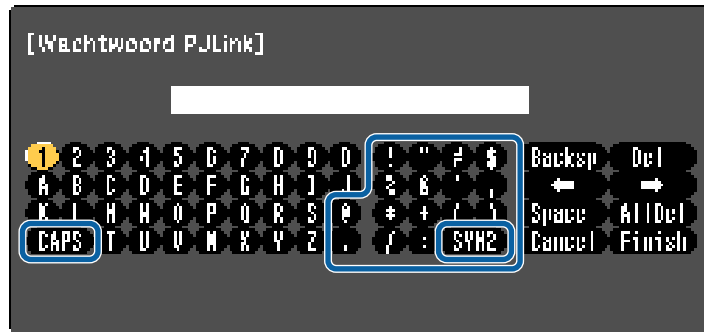 [Wachtwoord PJLink]
1 2 3 4 5 6 7 8 9 0 ! " # $ Backsp Del
A B C D E F G H I J % & ' ← →
K L M N O P Q R S @ * + ( ) Space AllDel
CAPS T U V W X Y Z . / : SYM2 Cancel Finish